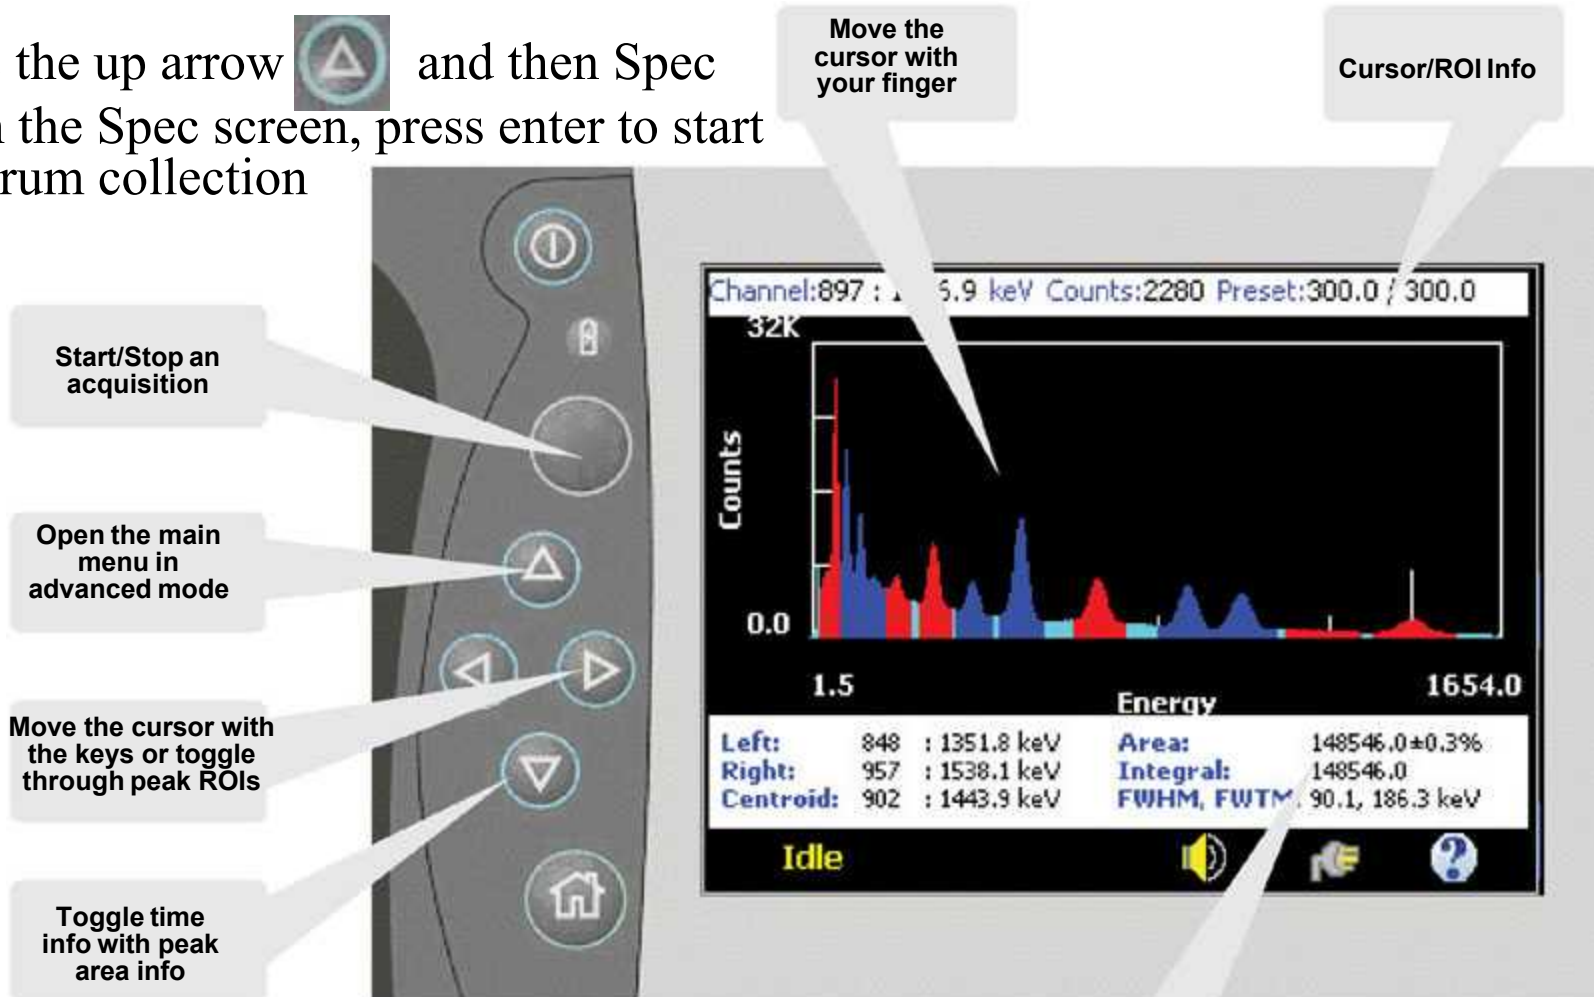 the up arrow and then Spec
the Spec screen, press enter to start
rum collection
Move the
cursor with
your finger
Cursor/ROI Info
Start/Stop an
acquisition
Open the main
menu in
advanced mode
Move the cursor with
the keys or toggle
through peak ROIs
Toggle time
info with peak
area info
Channel:897 : 1 6.9 keV Counts:2280 Preset:300.0 / 300.0
32K
Counts
0.0
1.5
Energy
1654.0
Left: 848 : 1351.8 keV Area: 148546.0±0.3%
Right: 957 : 1538.1 keV Integral: 148546.0
Centroid: 902 : 1443.9 keV FWHM, FWTM 90.1, 186.3 keV
Idle
?